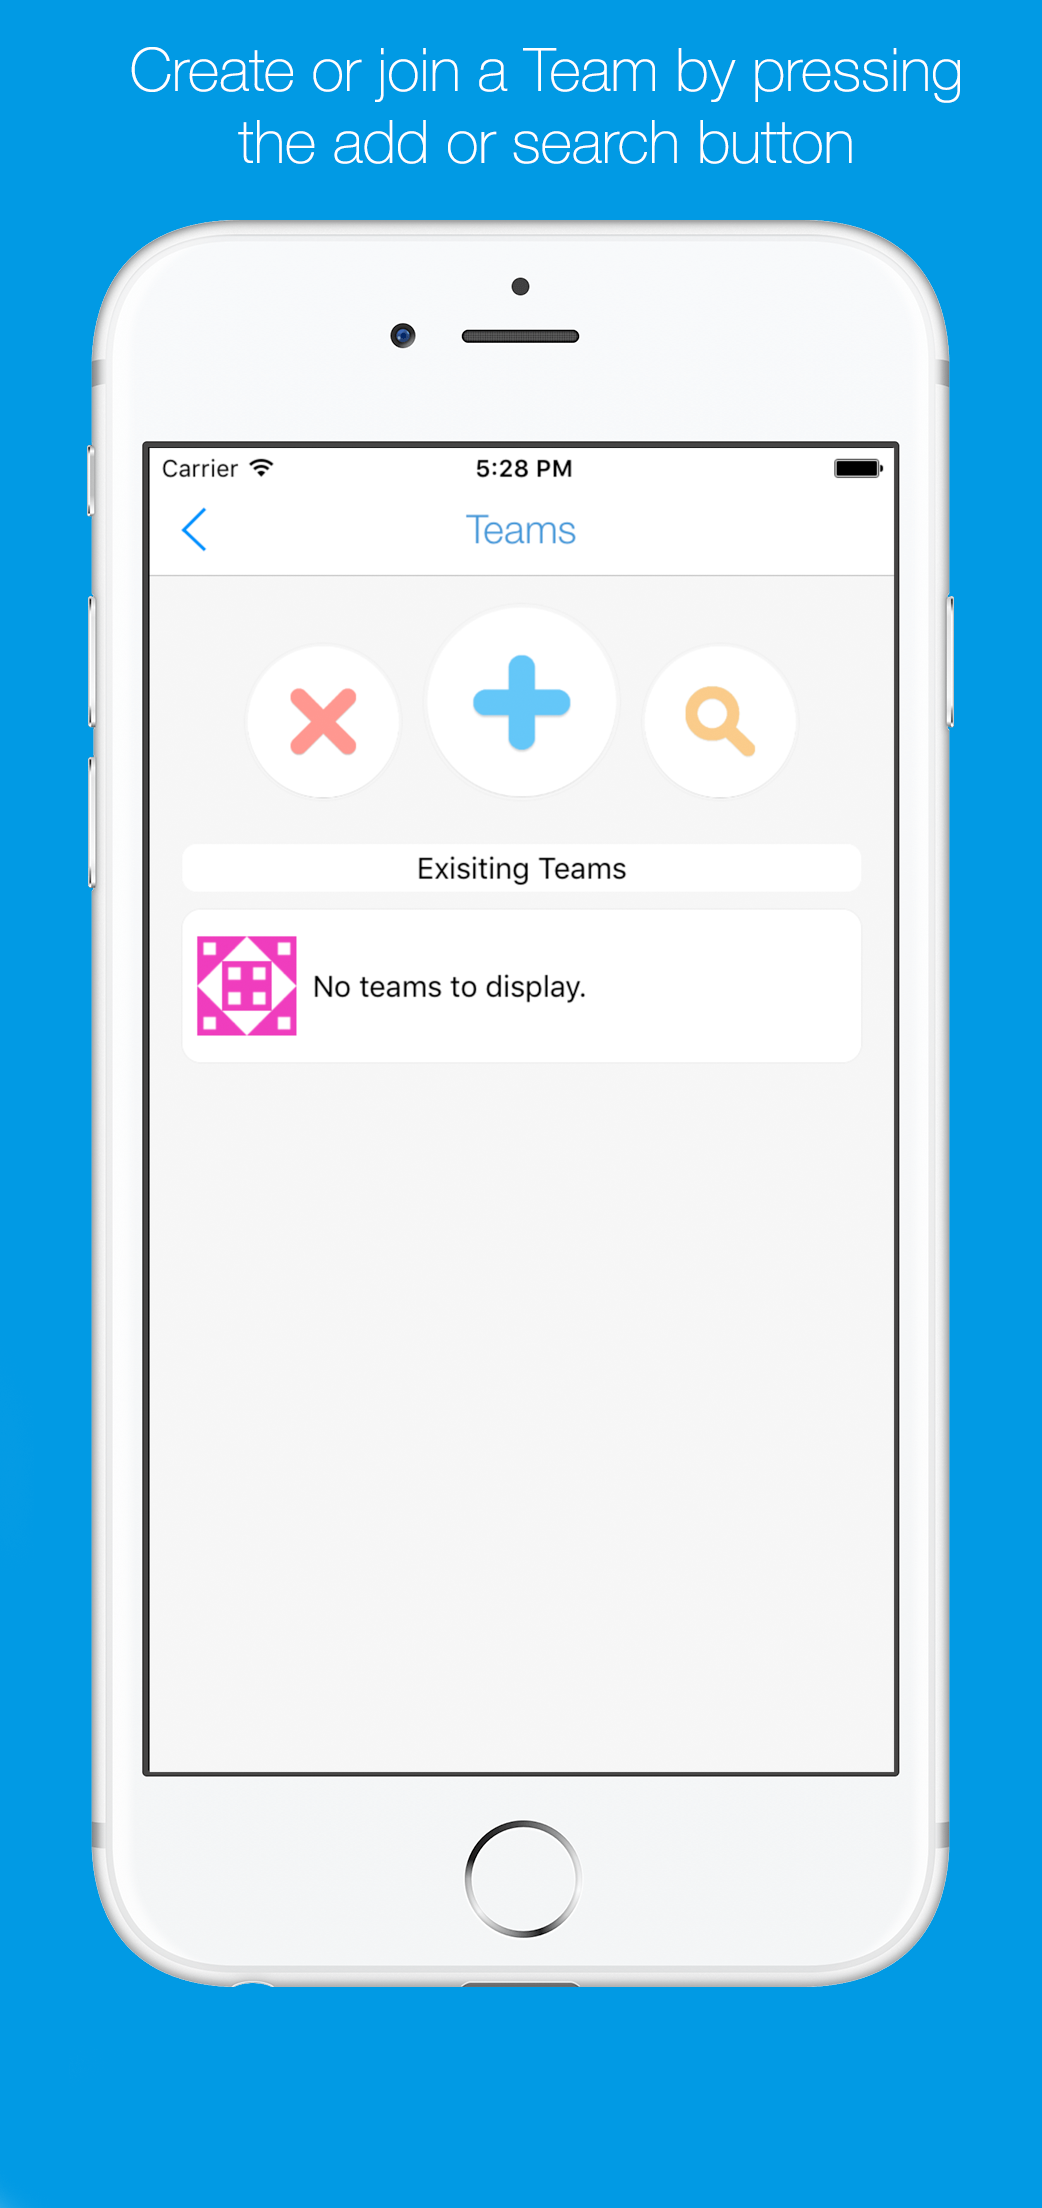 Create or join a Team by pressing
the add or search button
Carrier
5:28 PM
Teams
Exisiting Teams
No teams to display.